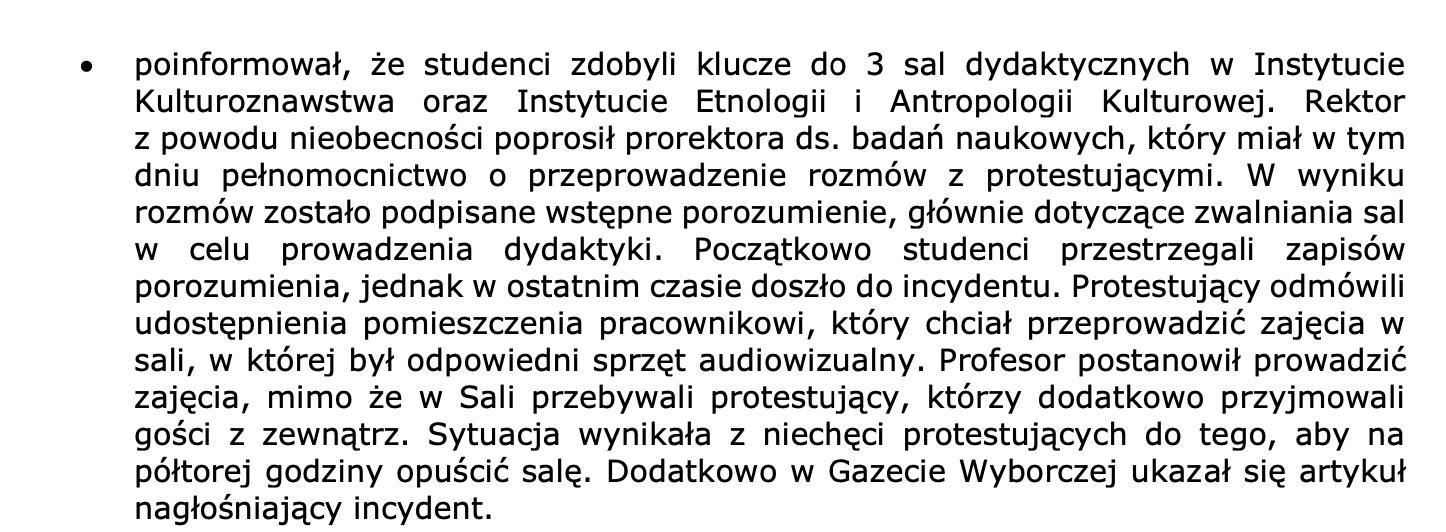 • poinformował, że studenci zdobyli klucze do 3 sal dydaktycznych w Instytucie
Kulturoznawstwa oraz Instytucie Etnologii i Antropologii Kulturowej. Rektor
z powodu nieobecności poprosił prorektora ds. badań naukowych, który miał w tym
dniu pełnomocnictwo o przeprowadzenie rozmów z protestującymi. W wyniku
rozmów zostało podpisane wstępne porozumienie, głównie dotyczące zwalniania sal
w celu prowadzenia dydaktyki. Początkowo studenci przestrzegali zapisów
porozumienia, jednak w ostatnim czasie doszło do incydentu. Protestujący odmówili
udostępnienia pomieszczenia pracownikowi, który chciał przeprowadzić zajęcia w
sali, w której był odpowiedni sprzęt audiowizualny. Profesor postanowił prowadzić
zajęcia, mimo że w Sali przebywali protestujący, którzy dodatkowo przyjmowali
gości z zewnątrz. Sytuacja wynikała z niechęci protestujących do tego, aby na
półtorej godziny opuścić salę. Dodatkowo w Gazecie Wyborczej ukazał się artykuł
nagłośniający incydent.